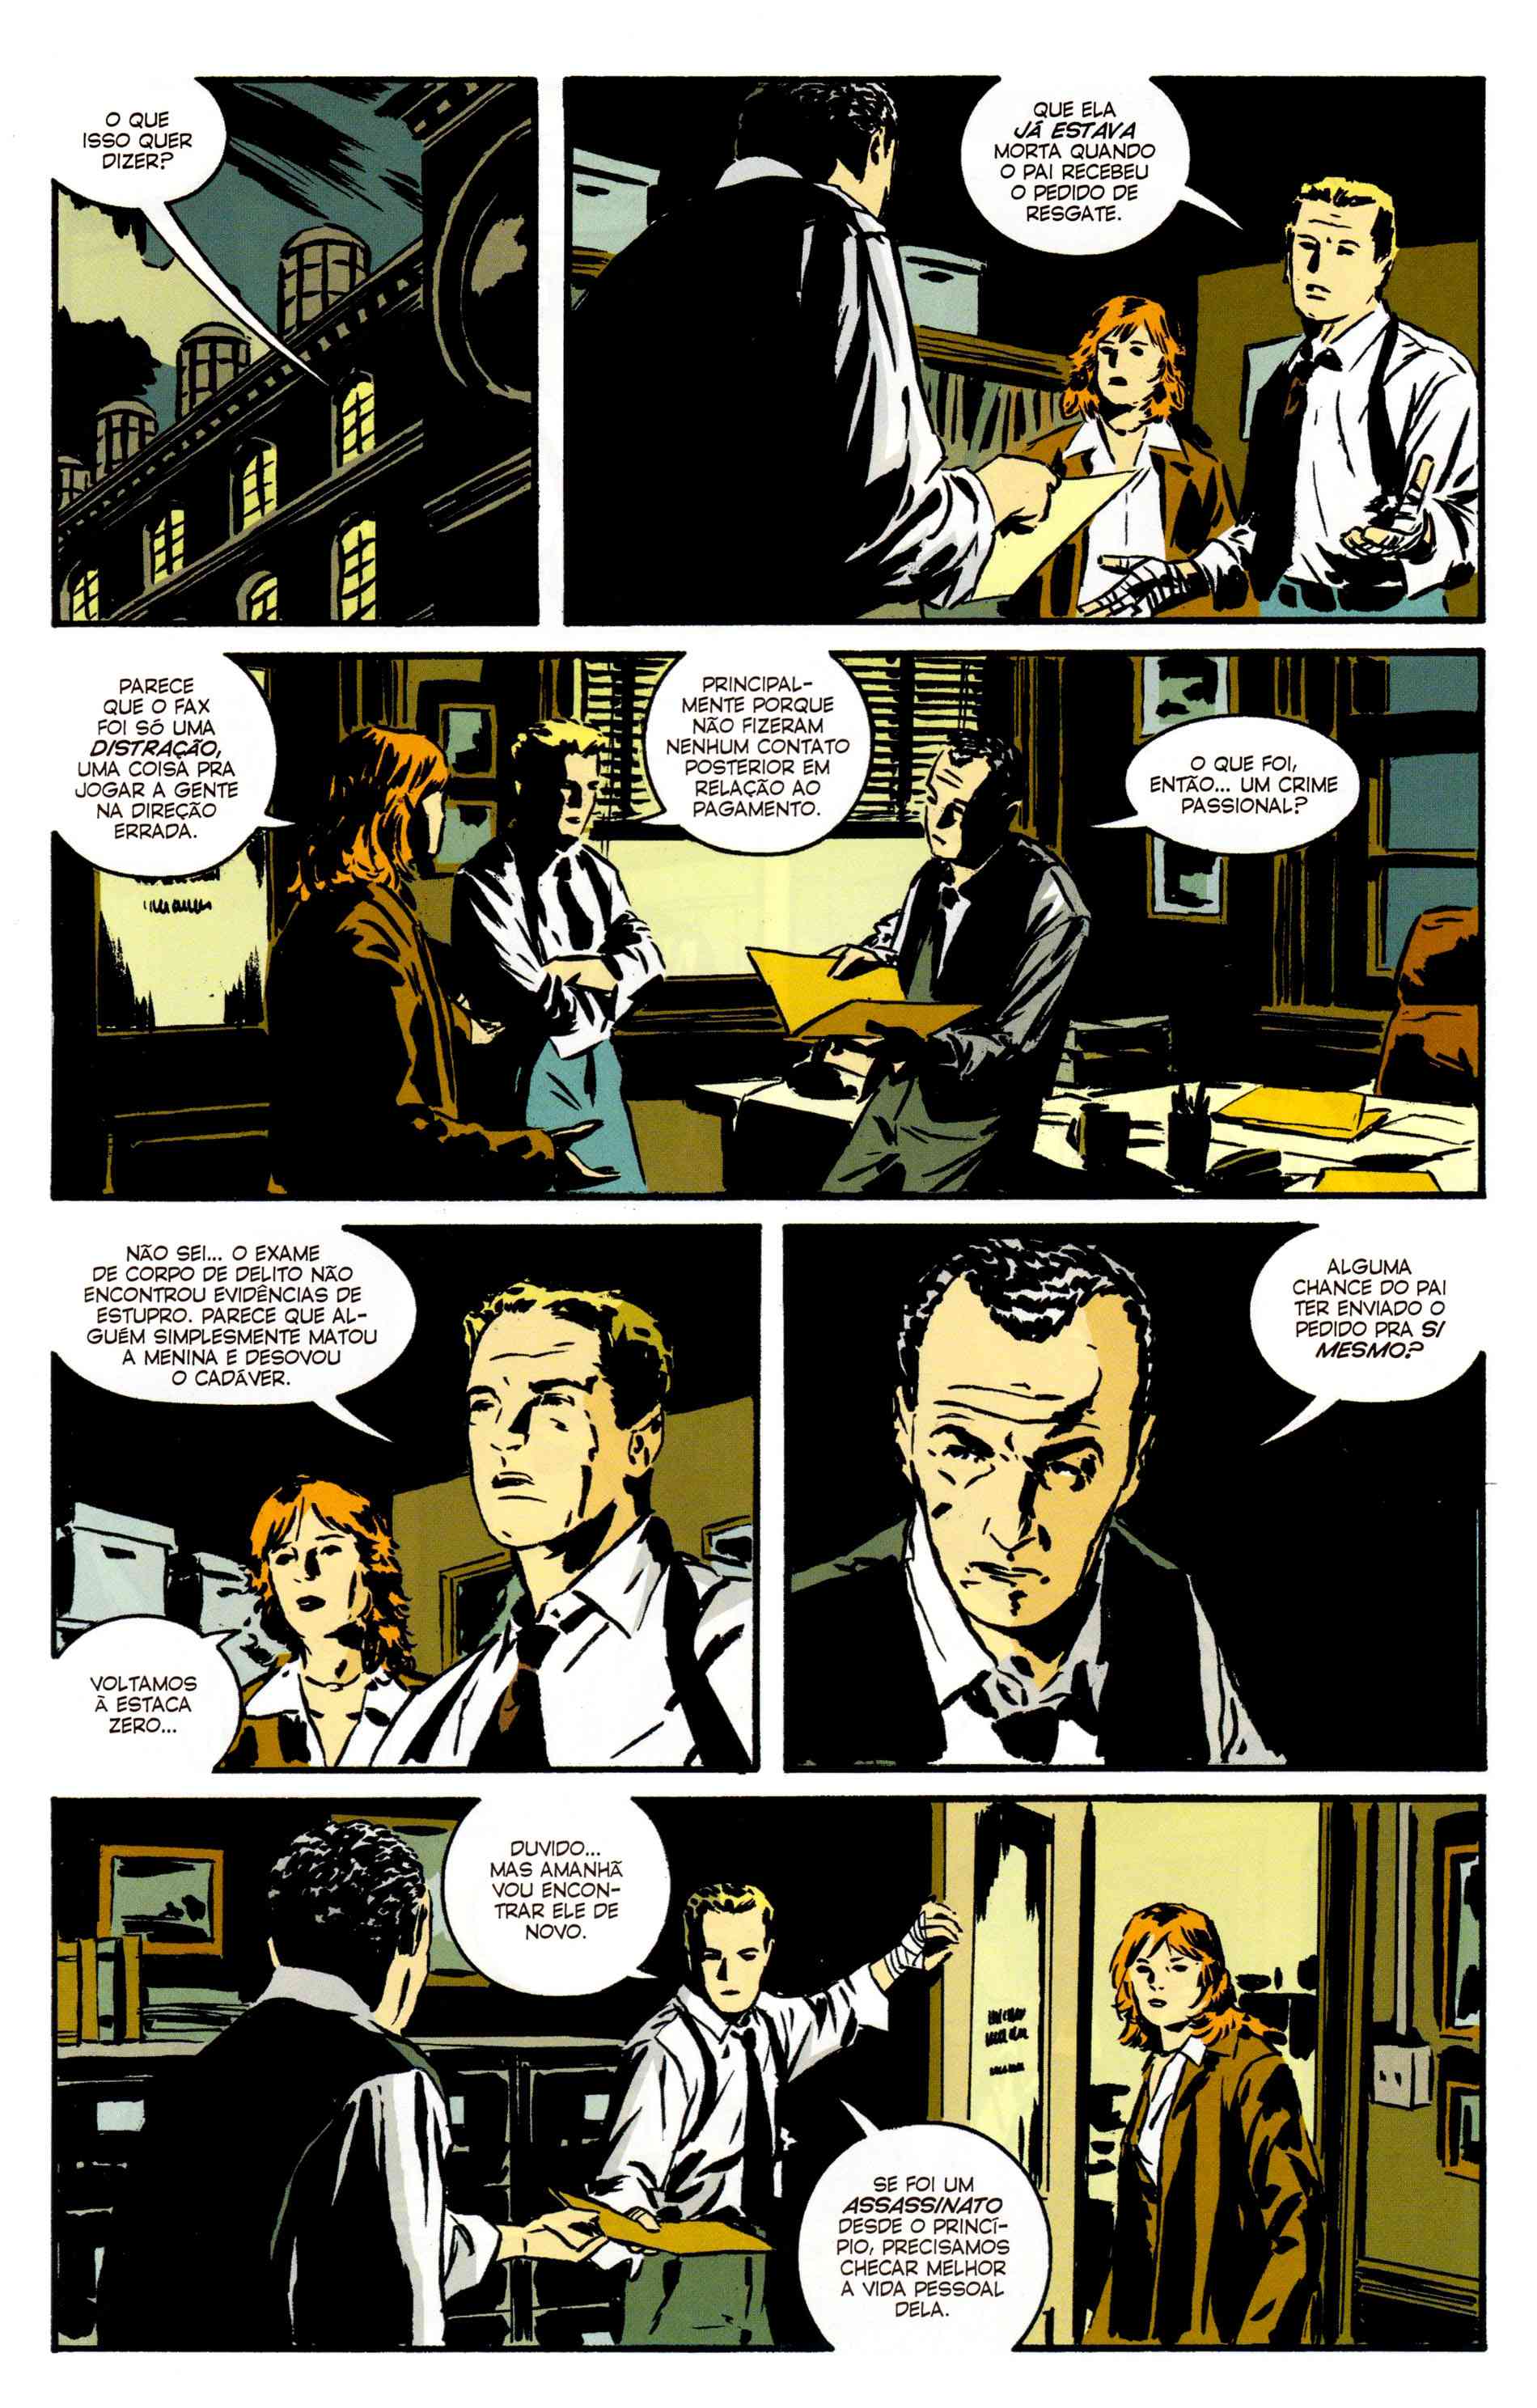 O QUE
ISSO QUER
DIZER?
QUE ELA
JÁ ESTAVA
MORTA QUANDO
O PAI RECEBEU
O PEDIDO DE
RESGATE.
PARECE
QUE O FAX
FOI SÓ UMA
DISTRAÇÃO,
UMA COISA PRA
JOGAR A GENTE
NA DIREÇÃO
ERRADA.
PRINCIPAL-
MENTE PORQUE
NÃO FIZERAM
NENHUM CONTATO
POSTERIOR EM
RELAÇÃO AO
PAGAMENTO.
O QUE FOI,
ENTÃO... UM CRIME
PASSIONAL?
NÃO SEI... O EXAME
DE CORPO DE DELITO NÃO
ENCONTROU EVIDÊNCIAS DE
ESTUPRO. PARECE QUE AL-
GUÉM SIMPLESMENTE MATOU
A MENINA E DESOVOU
O CADÁVER.
VOLTAMOS
À ESTACA
ZERO...
ALGUMA
CHANCE DO PAI
TER ENVIADO O
PEDIDO PRA SI
MESMO?
DUVIDO...
MAS AMANHÃ
VOU ENCON-
TRAR ELE DE
NOVO.
SE FOI UM
ASSASSINATO
DESDE O PRINCÍ-
PIO, PRECISAMOS
CHECAR MELHOR
A VIDA PESSOAL
DELA.